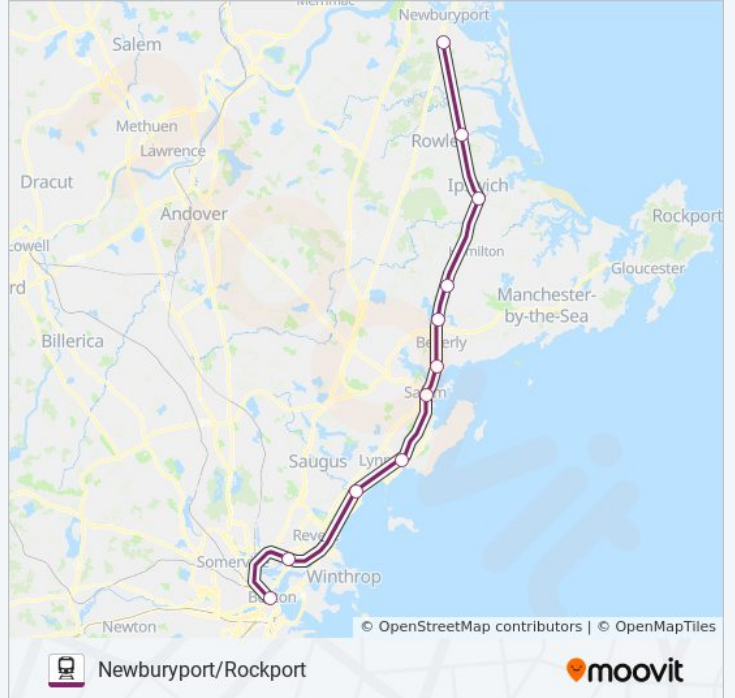 Newburyport
Salem
Methuen
Lawrence
Rowley
Dracut
Ipswich
Andover
Rockport
Lowell
Hamilton
Gloucester
Manchester-
by-the-Sea
Billerica
Beverly
Salem
Saugus
Lynn
Revere
Somerville
Winthrop
Boston
Newton
© OpenStreetMap contributors | © OpenMapTiles
Newburyport/Rockport
moovit